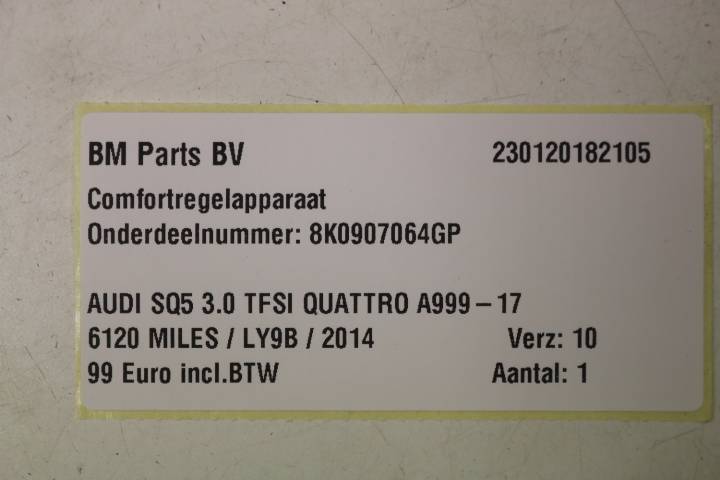 BM Parts BV 230120182105
Comfortregelapparaat
Onderdeelnummer: 8K0907064GP
AUDI SQ5 3.0 TFSI QUATTRO A999-17
6120 MILES / LY9B / 2014 Verz: 10
99 Euro incl.BTW Aantal: 1